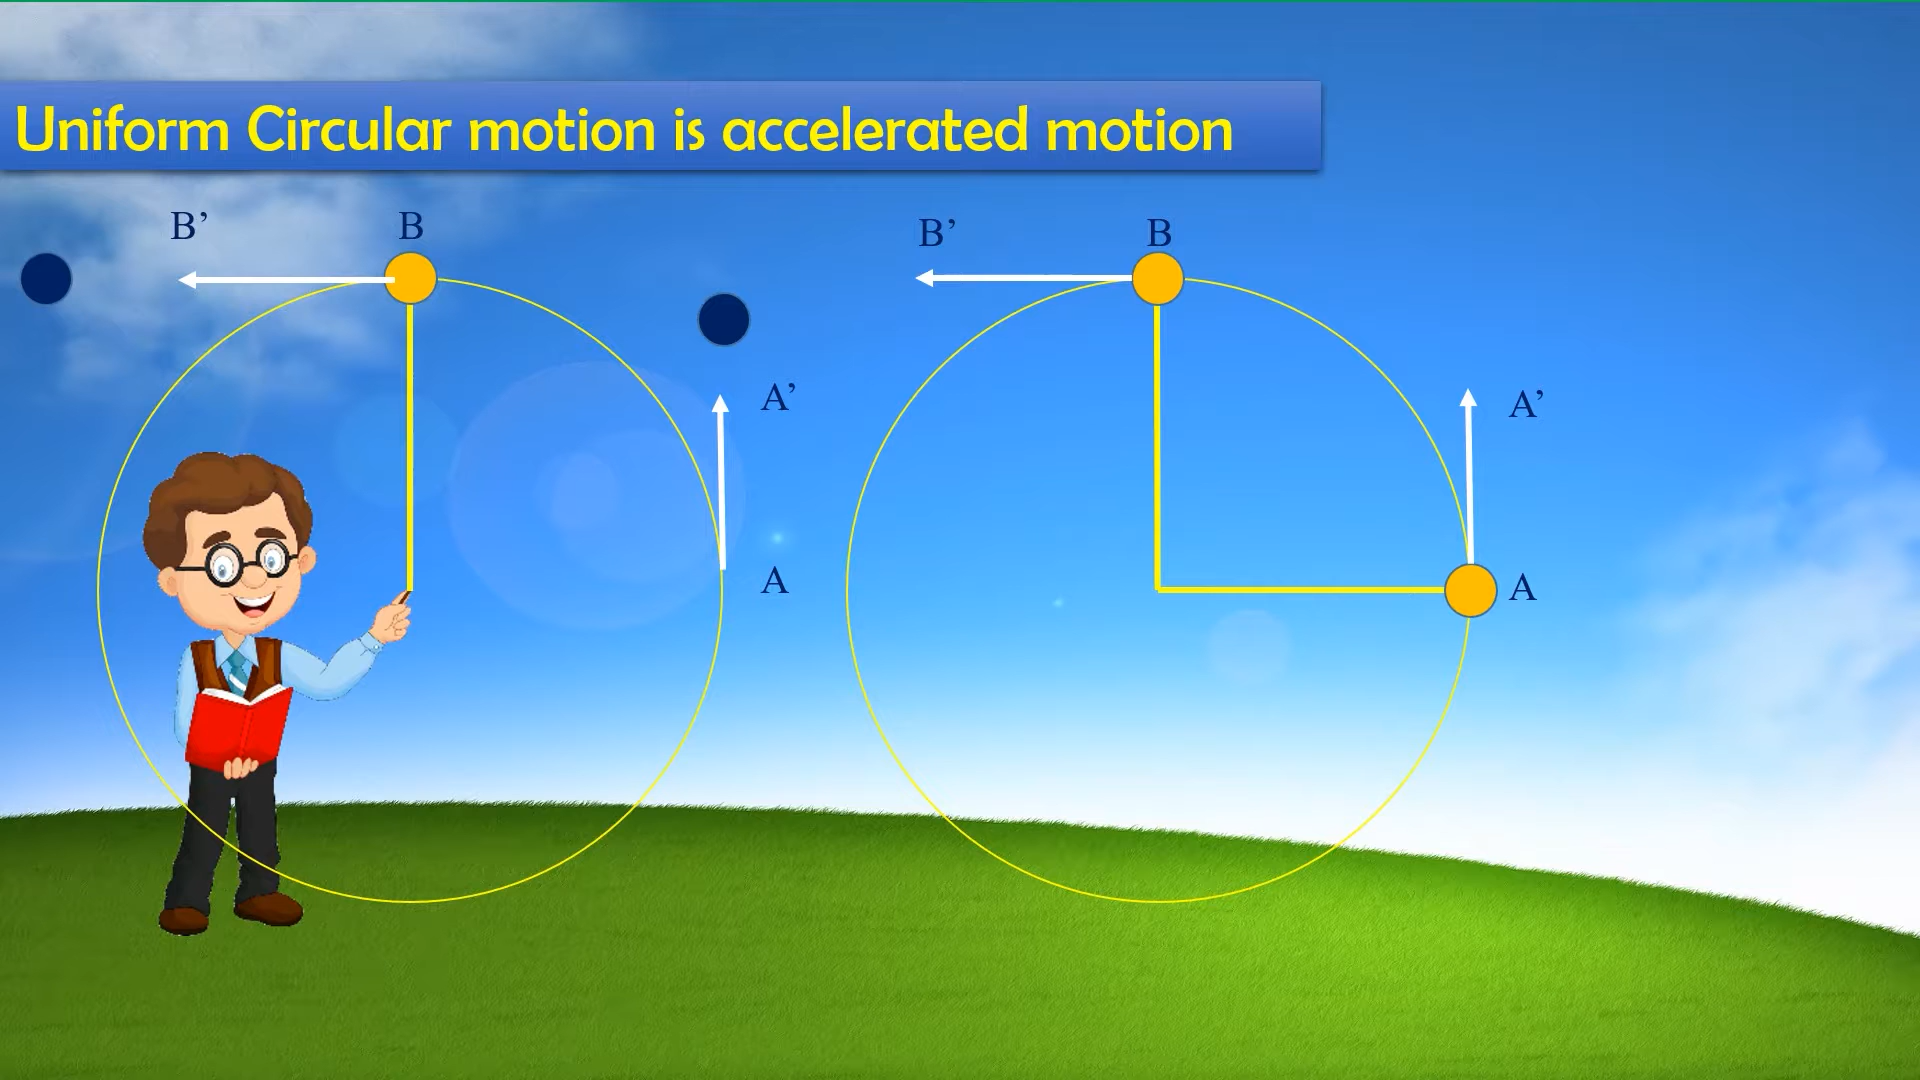 Uniform Circular motion is accelerated motion
B’
B
B’
B
A’
A’
A
A